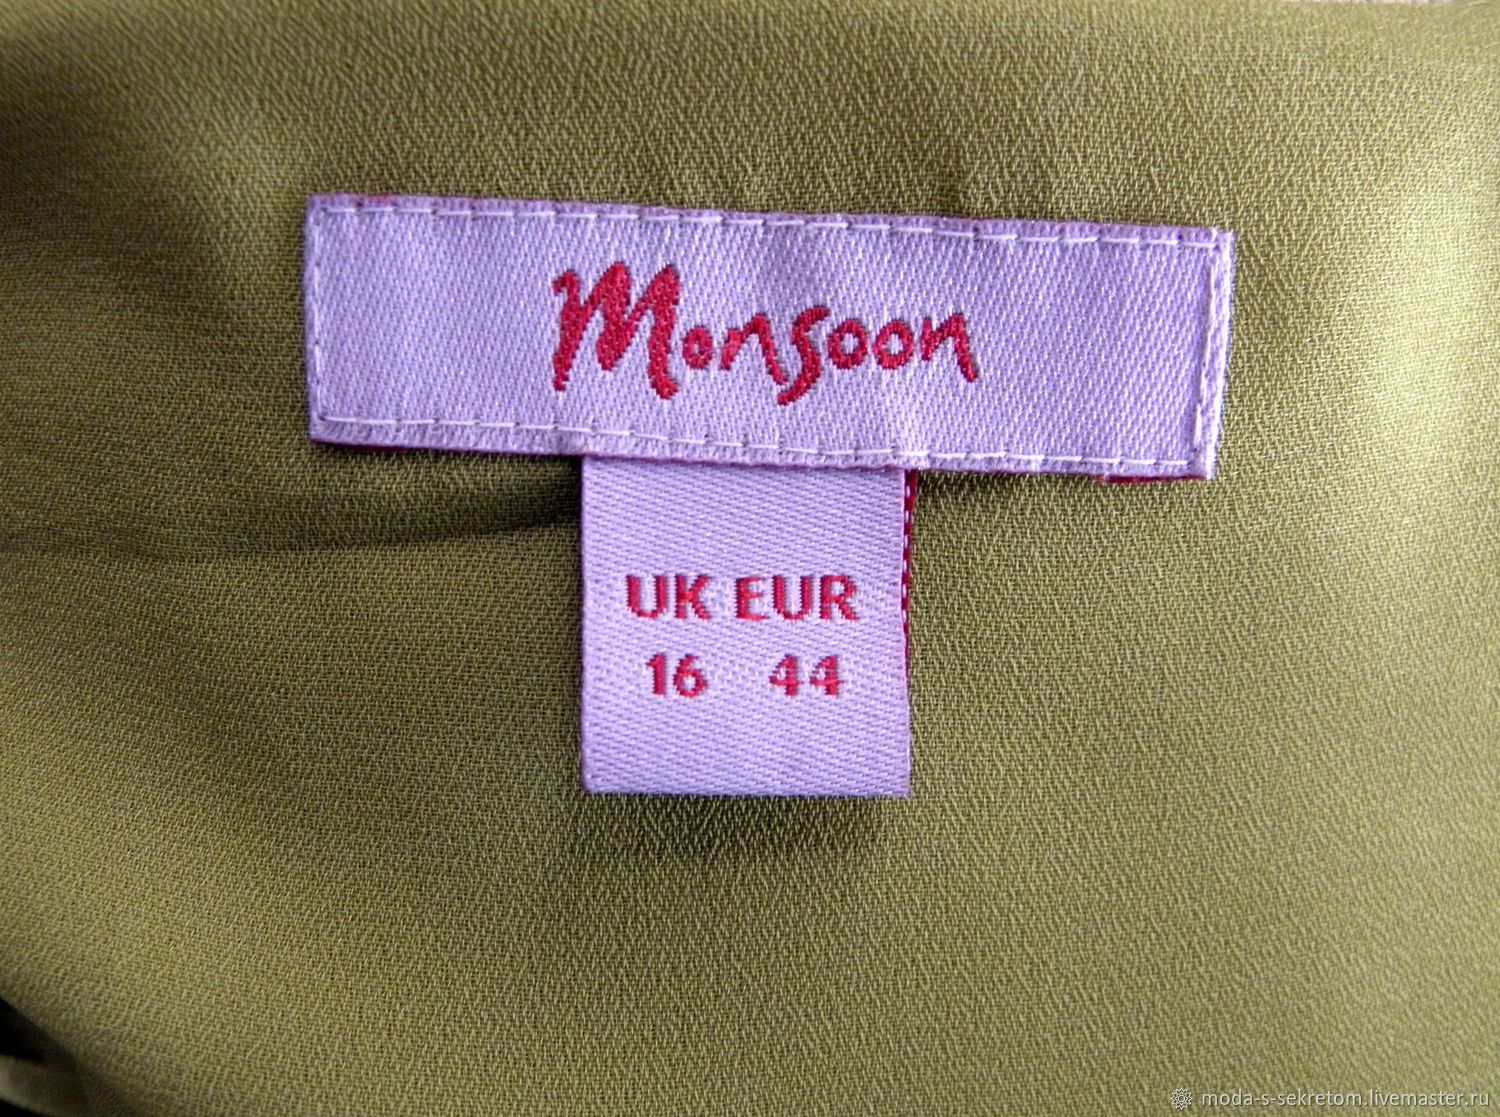 Monsoon
UK EUR
16 44
moda-s-sekretom.livemaster.ru